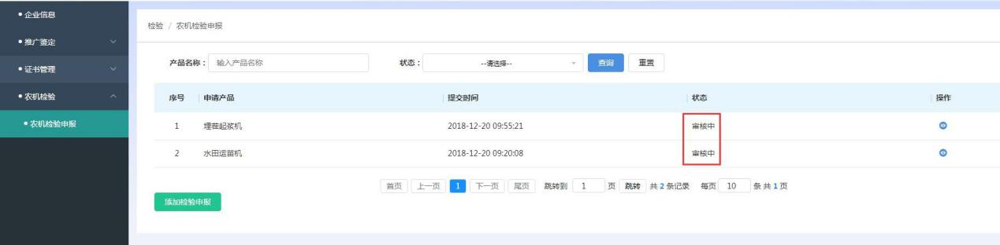 企业信息
推广鉴定
证书管理
农机检验
农机检验申报
检验 / 农机检验申报
产品名称： 输入产品名称 状态： --请选择-- 查询 重置
序号 申请产品 提交时间 状态 操作
1 埋茬起浆机 2018-12-20 09:55:21 审核中
2 水田运苗机 2018-12-20 09:20:08 审核中
首页 上一页 1 下一页 尾页 跳转到 1 页 跳转 共 2 条记录 每页 10 条 共 1 页
添加检验申报